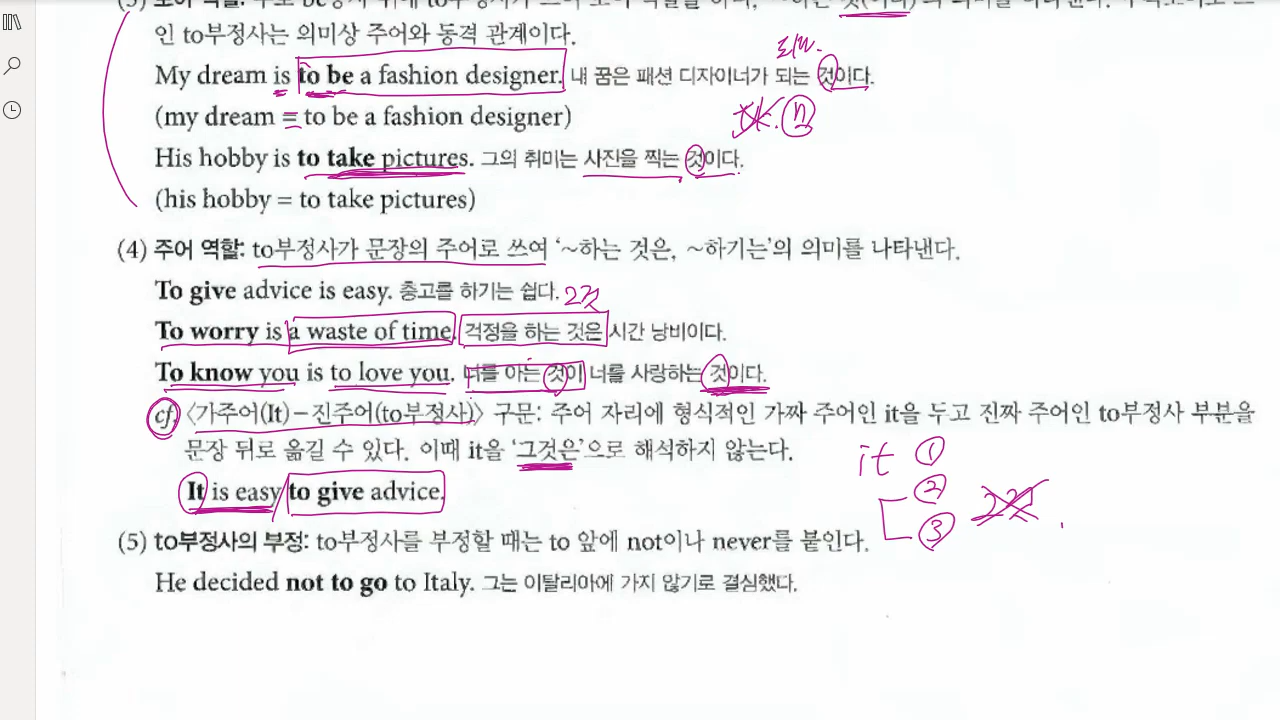 인 to부정사는 의미상 주어와 동격 관계이다.
My dream is to be a fashion designer. 내 꿈은 패션 디자이너가 되는 것이다.
(my dream = to be a fashion designer)
His hobby is to take pictures. 그의 취미는 사진을 찍는 것이다.
(his hobby = to take pictures)
(4) 주어 역할: to부정사가 문장의 주어로 쓰여 '~하는 것은, ~하기는'의 의미를 나타낸다.
To give advice is easy. 충고를 하기는 쉽다.
To worry is a waste of time. 걱정을 하는 것은 시간 낭비이다.
To know you is to love you. 너를 아는 것이 너를 사랑하는 것이다.
cf. 〈가주어(It)-진주어(to부정사)〉 구문: 주어 자리에 형식적인 가짜 주어인 it을 두고 진짜 주어인 to부정사 부분을
문장 뒤로 옮길 수 있다. 이때 it을 '그것은'으로 해석하지 않는다.
it ①
②
③
It is easy to give advice.
(5) to부정사의 부정: to부정사를 부정할 때는 to 앞에 not이나 never를 붙인다.
He decided not to go to Italy. 그는 이탈리아에 가지 않기로 결심했다.